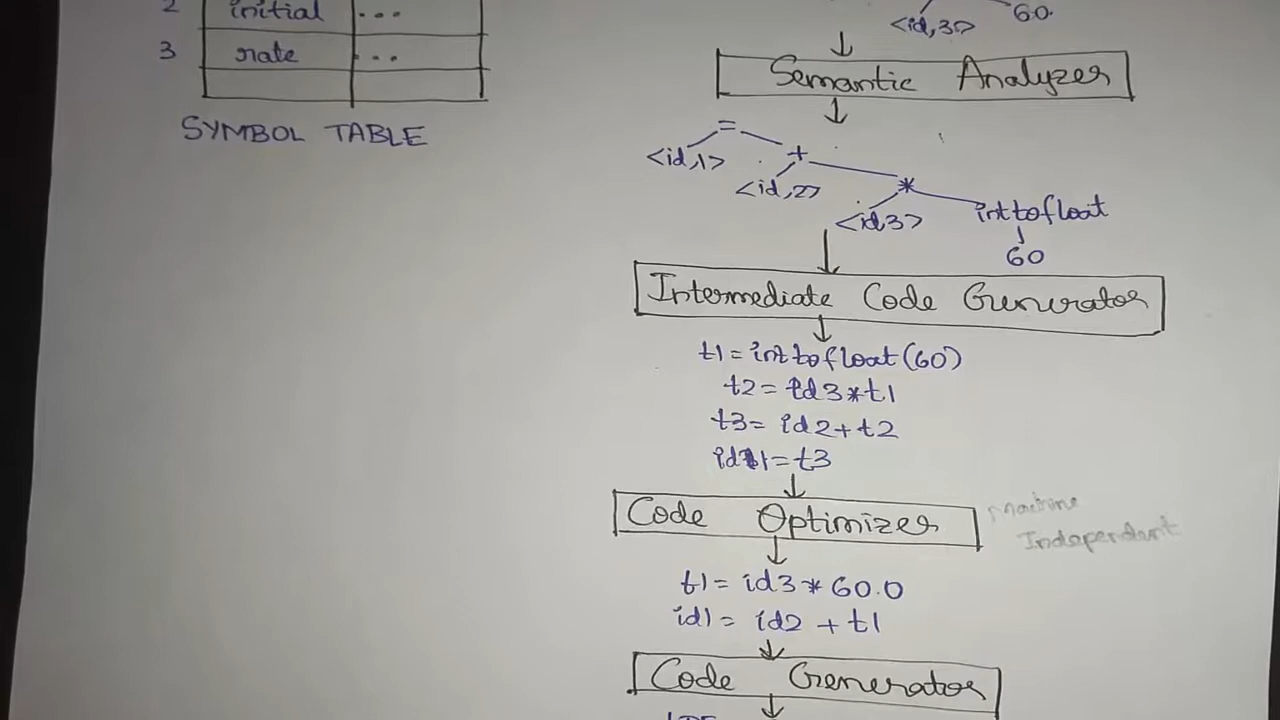 2 initial ...
3 rate ...
SYMBOL TABLE
<id,3> 60
Semantic Analyzer
=
<id,1> +
<id,2> *
<id3> inttofloat
60
Intermediate Code Generator
t1=inttofloat(60)
t2=id3*t1
t3=id2+t2
id1=t3
Code Optimizer
Machine
Independent
t1=id3*60.0
id1=id2+t1
Code Generator